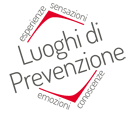 esperienze sensazioni
Luoghi di
Prevenzione
emozioni conoscenze